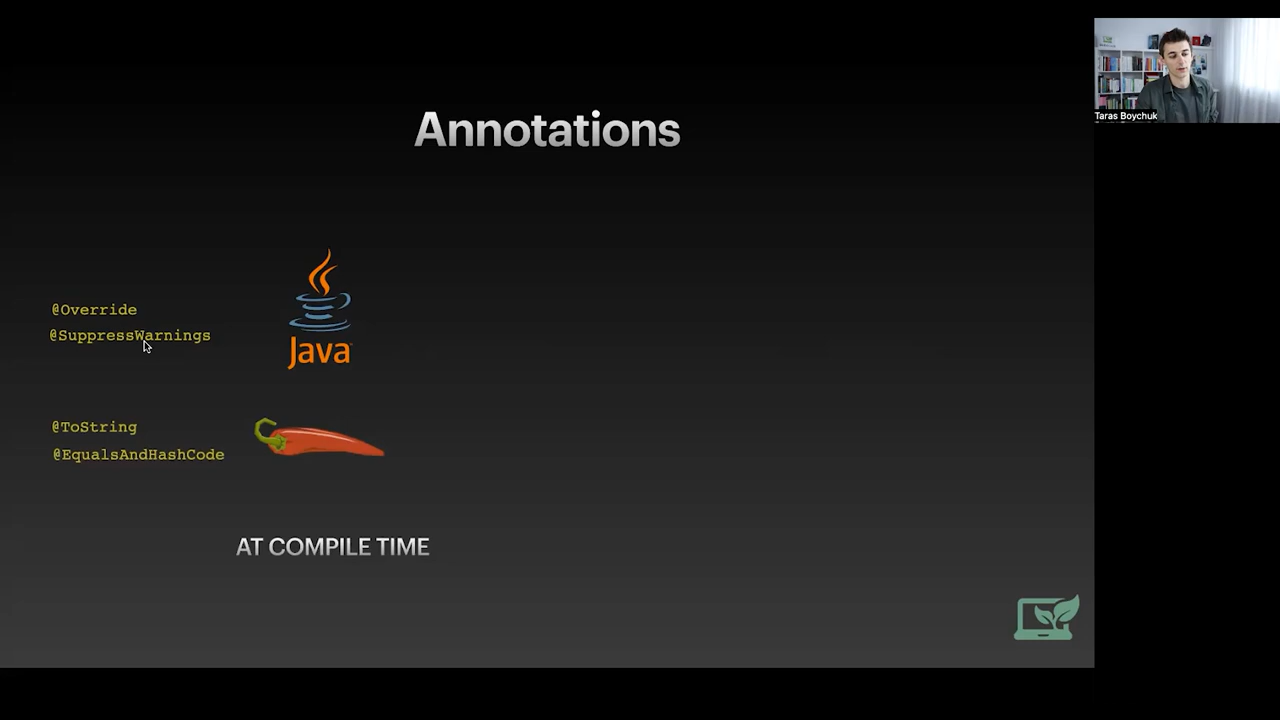 Annotations
Taras Boychuk
@Override
@SuppressWarnings
Java
@ToString
@EqualsAndHashCode
AT COMPILE TIME